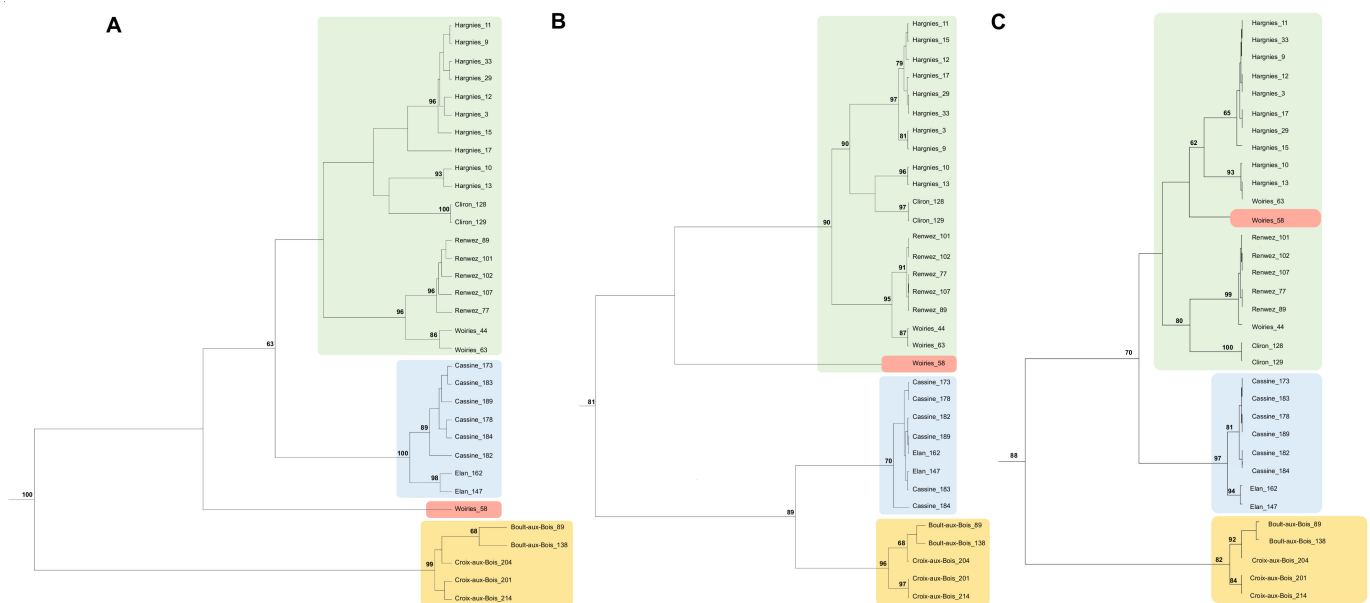 A
Hargnies_11
Hargnies_9
Hargnies_33
Hargnies_29
Hargnies_12
96
Hargnies_3
Hargnies_15
Hargnies_17
Hargnies_10
93
Hargnies_13
Cliron_128
100
Cliron_129
Renwez_89
Renwez_101
Renwez_102
96
Renwez_107
Renwez_77
96
Woiries_44
86
Woiries_63
63
Cassine_173
Cassine_183
Cassine_189
Cassine_178
89
Cassine_184
Cassine_182
100
Elan_162
98
Elan_147
100
Woiries_58
Boult-aux-Bois_89
68
Boult-aux-Bois_138
Croix-aux-Bois_204
99
Croix-aux-Bois_201
Croix-aux-Bois_214
B
Hargnies_11
Hargnies_15
79
Hargnies_12
Hargnies_17
97
Hargnies_29
Hargnies_33
Hargnies_3
81
Hargnies_9
90
Hargnies_10
96
Hargnies_13
Cliron_128
97
Cliron_129
90
Renwez_101
Renwez_102
91
Renwez_77
Renwez_107
95
Renwez_89
Woiries_44
87
Woiries_63
Woiries_58
81
Cassine_173
Cassine_178
Cassine_182
Cassine_189
Elan_162
70
Elan_147
Cassine_183
Cassine_184
89
Boult-aux-Bois_89
68
Boult-aux-Bois_138
Croix-aux-Bois_204
96
Croix-aux-Bois_201
97
Croix-aux-Bois_214
C
Hargnies_11
Hargnies_33
Hargnies_9
Hargnies_12
Hargnies_3
65
Hargnies_17
Hargnies_29
62
Hargnies_15
Hargnies_10
93
Hargnies_13
Woiries_63
Woiries_58
Renwez_101
Renwez_102
Renwez_107
99
Renwez_77
Renwez_89
80
Woiries_44
Cliron_128
100
Cliron_129
70
Cassine_173
Cassine_183
Cassine_178
81
Cassine_189
Cassine_182
97
Cassine_184
Elan_162
94
Elan_147
88
Boult-aux-Bois_89
92
Boult-aux-Bois_138
Croix-aux-Bois_204
82
Croix-aux-Bois_201
84
Croix-aux-Bois_214